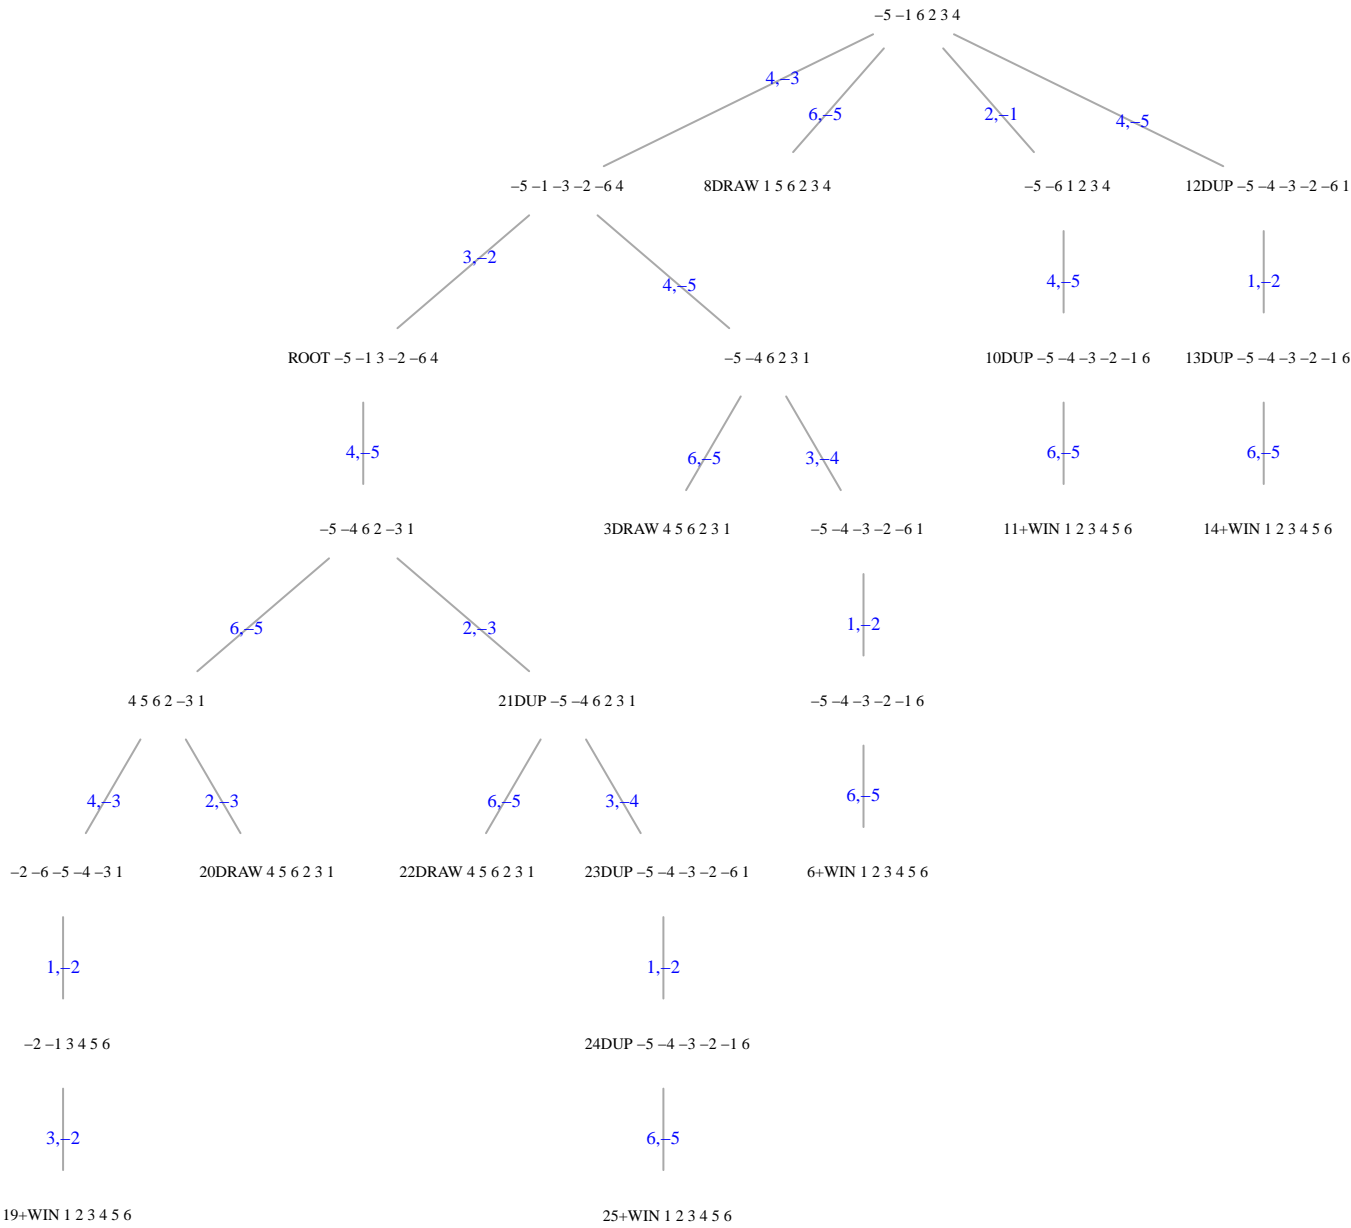 –5 –1 6 2 3 4
4,–3
6,–5
2,–1
4,–5
–5 –1 –3 –2 –6 4
8DRAW 1 5 6 2 3 4
–5 –6 1 2 3 4
12DUP –5 –4 –3 –2 –6 1
3,–2
4,–5
4,–5
1,–2
ROOT –5 –1 3 –2 –6 4
–5 –4 6 2 3 1
10DUP –5 –4 –3 –2 –1 6
13DUP –5 –4 –3 –2 –1 6
4,–5
6,–5
3,–4
6,–5
6,–5
–5 –4 6 2 –3 1
3DRAW 4 5 6 2 3 1
–5 –4 –3 –2 –6 1
11+WIN 1 2 3 4 5 6
14+WIN 1 2 3 4 5 6
6,–5
2,–3
1,–2
4 5 6 2 –3 1
21DUP –5 –4 6 2 3 1
–5 –4 –3 –2 –1 6
4,–3
2,–3
6,–5
3,–4
6,–5
–2 –6 –5 –4 –3 1
20DRAW 4 5 6 2 3 1
22DRAW 4 5 6 2 3 1
23DUP –5 –4 –3 –2 –6 1
6+WIN 1 2 3 4 5 6
1,–2
1,–2
–2 –1 3 4 5 6
24DUP –5 –4 –3 –2 –1 6
3,–2
6,–5
19+WIN 1 2 3 4 5 6
25+WIN 1 2 3 4 5 6